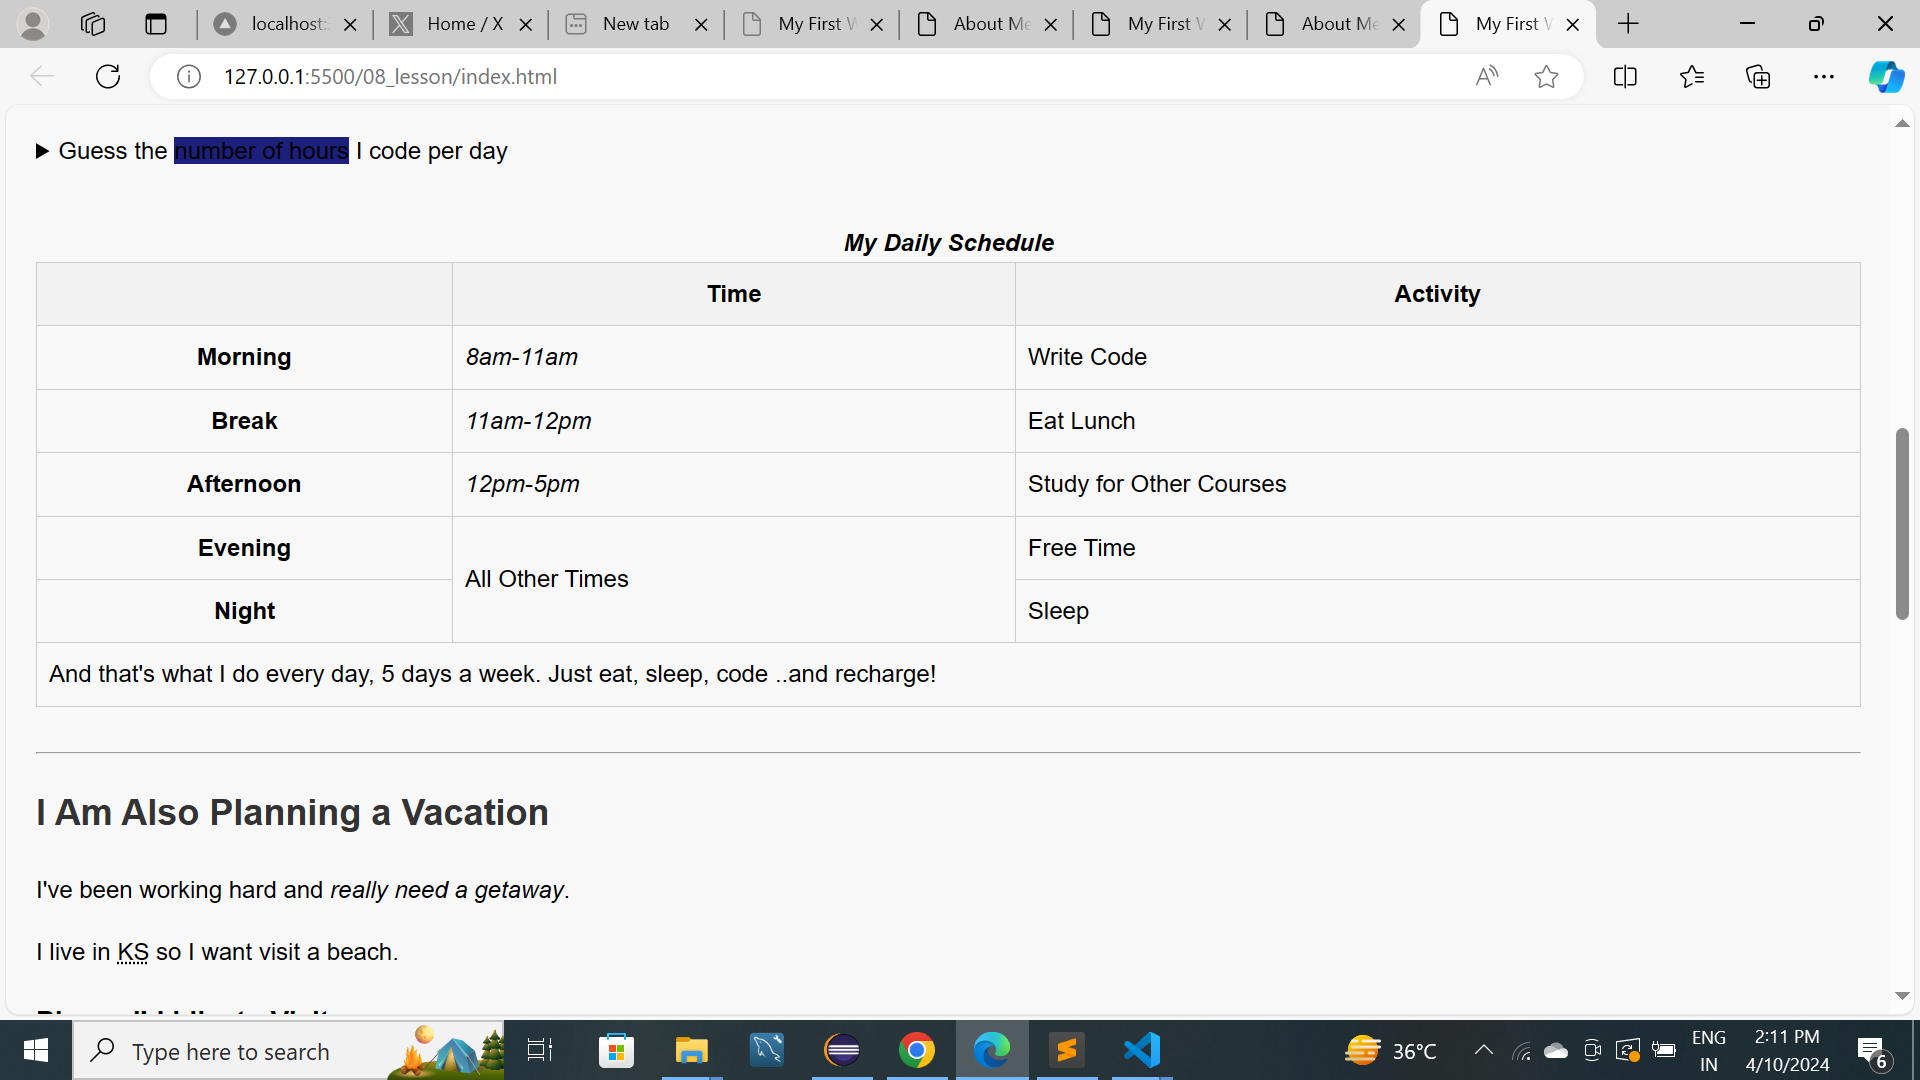 localhost:
Home / X
New tab
My First W
About Me
My First W
About Me
My First W
127.0.0.1:5500/08_lesson/index.html
Guess the number of hours I code per day
My Daily Schedule
Time Activity
Morning 8am-11am Write Code
Break 11am-12pm Eat Lunch
Afternoon 12pm-5pm Study for Other Courses
Evening All Other Times Free Time
Night Sleep
And that's what I do every day, 5 days a week. Just eat, sleep, code ..and recharge!
I Am Also Planning a Vacation
I've been working hard and really need a getaway.
I live in KS so I want visit a beach.
Type here to search
36°C
ENG
IN
2:11 PM
4/10/2024
6